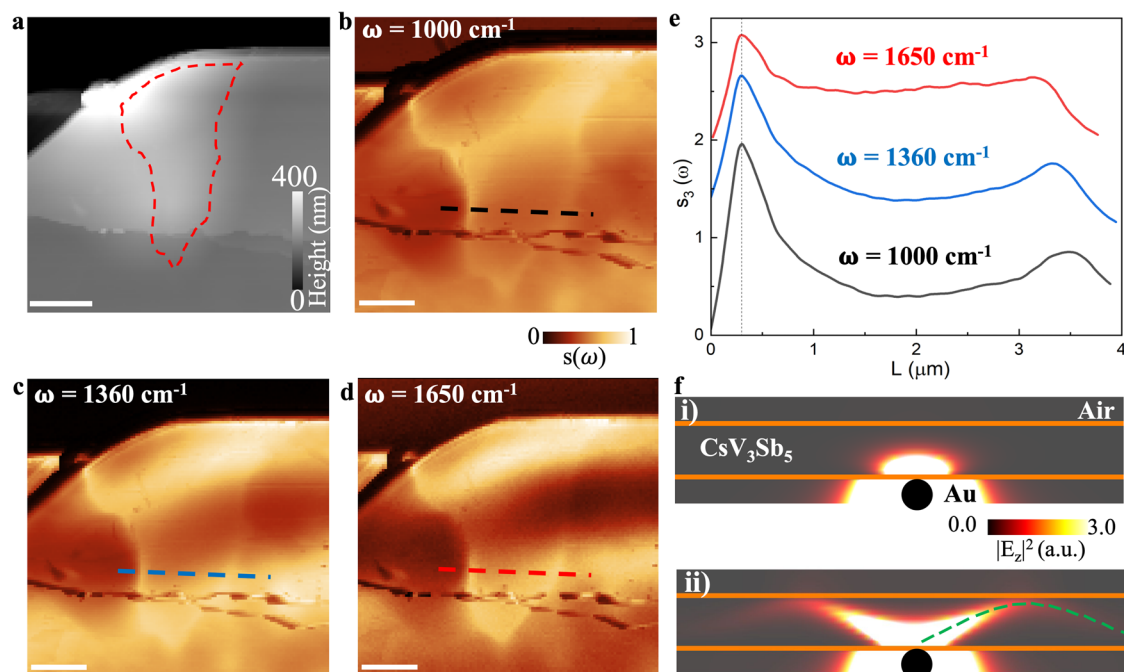 a
400
0
Height (nm)
b
ω = 1000 cm-1
0 1
s(ω)
c
ω = 1360 cm-1
d
ω = 1650 cm-1
e
3
2
1
0
s3 (ω)
ω = 1650 cm-1
ω = 1360 cm-1
ω = 1000 cm-1
0 1 2 3 4
L (μm)
f
i)
Air
CsV3Sb5
Au
0.0 3.0
|Ez|2 (a.u.)
ii)